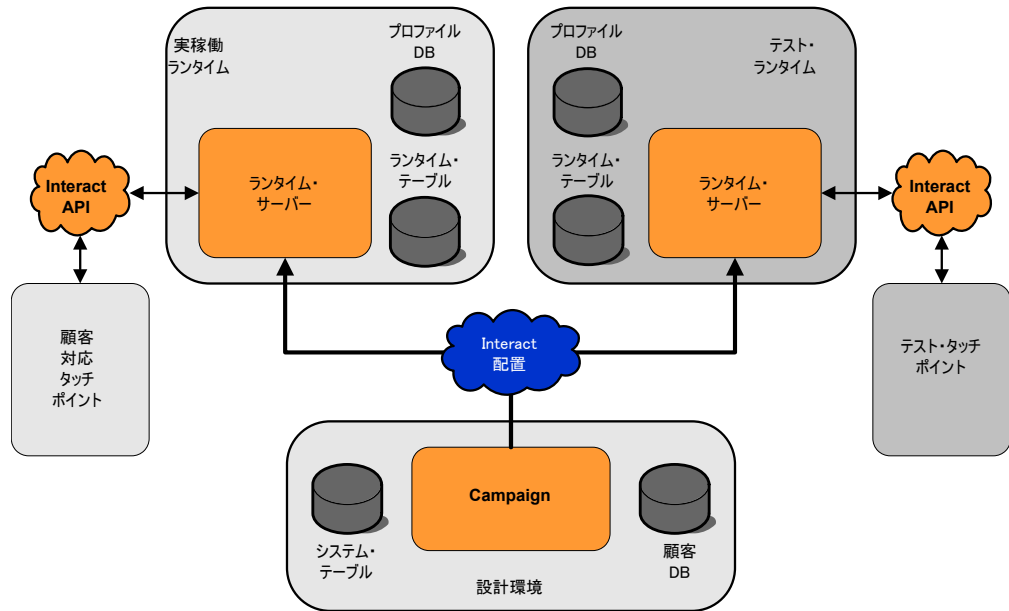 実稼働
ランタイム
プロファイル
DB
ランタイム・
サーバー
ランタイム・
テーブル
プロファイル
DB
テスト・
ランタイム
ランタイム・
テーブル
ランタイム・
サーバー
Interact
API
Interact
API
顧客
対応
タッチ
ポイント
Interact
配置
テスト・タッチ
ポイント
Campaign
システム・
テーブル
顧客
DB
設計環境